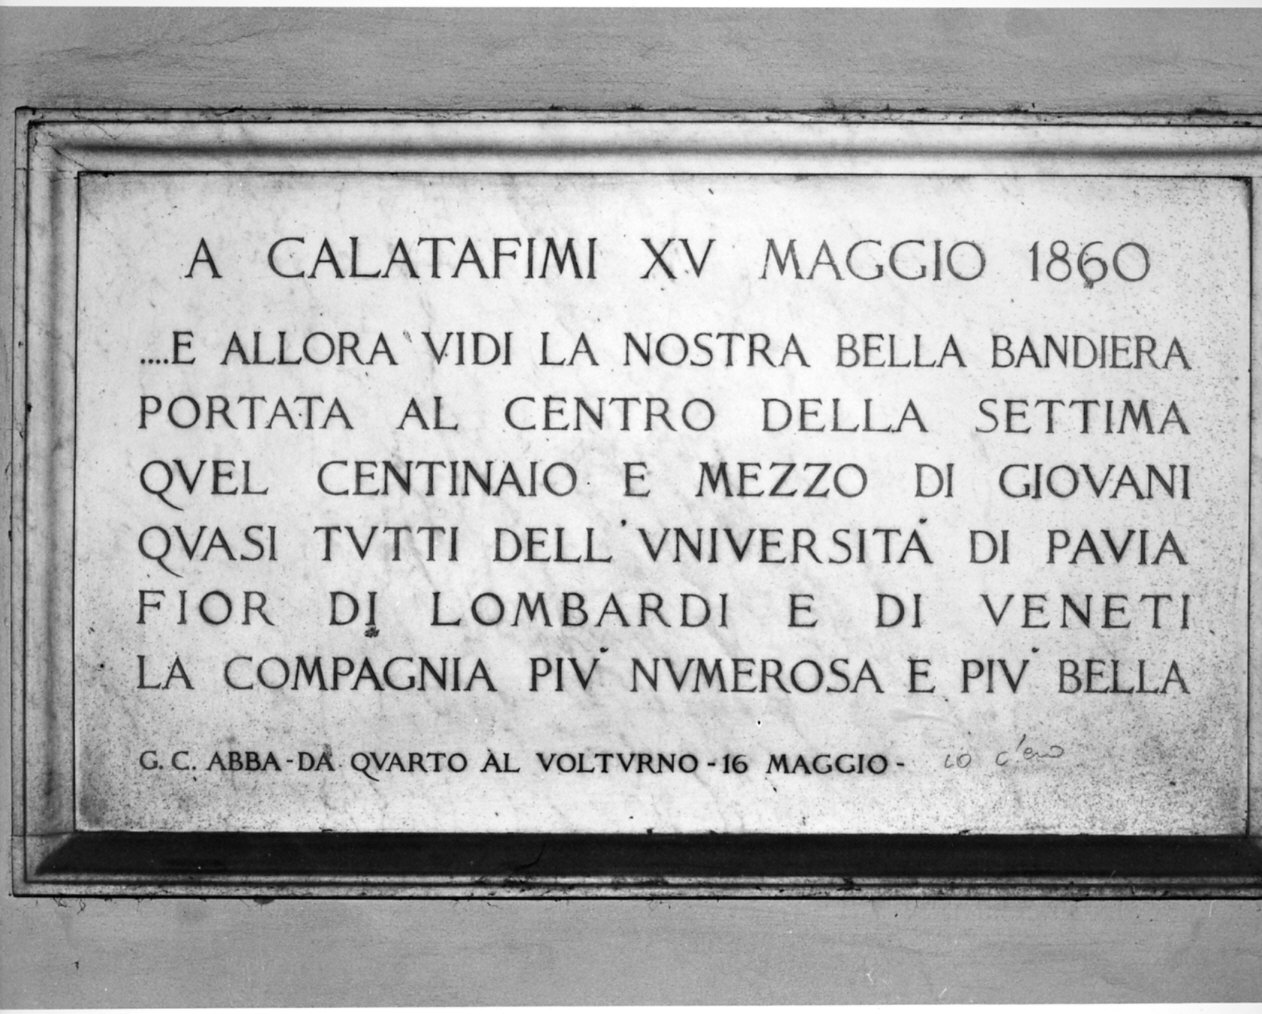 A CALATAFIMI XV MAGGIO 1860
....E ALLORA VIDI LA NOSTRA BELLA BANDIERA
PORTATA AL CENTRO DELLA SETTIMA
QVEL CENTINAIO E MEZZO DI GIOVANI
QVASI TVTTI DELL'VNIVERSITÀ DI PAVIA
FIOR DI LOMBARDI E DI VENETI
LA COMPAGNIA PIV' NVMEROSA E PIV' BELLA
G. C. ABBA - DA QVARTO AL VOLTVRNO - 16 MAGGIO - io c'ero